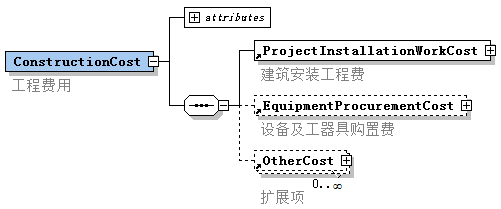 attributes
ConstructionCost
工程费用
ProjectInstallationWorkCost
建筑安装工程费
EquipmentProcurementCost
设备及工器具购置费
OtherCost
0..∞
扩展项